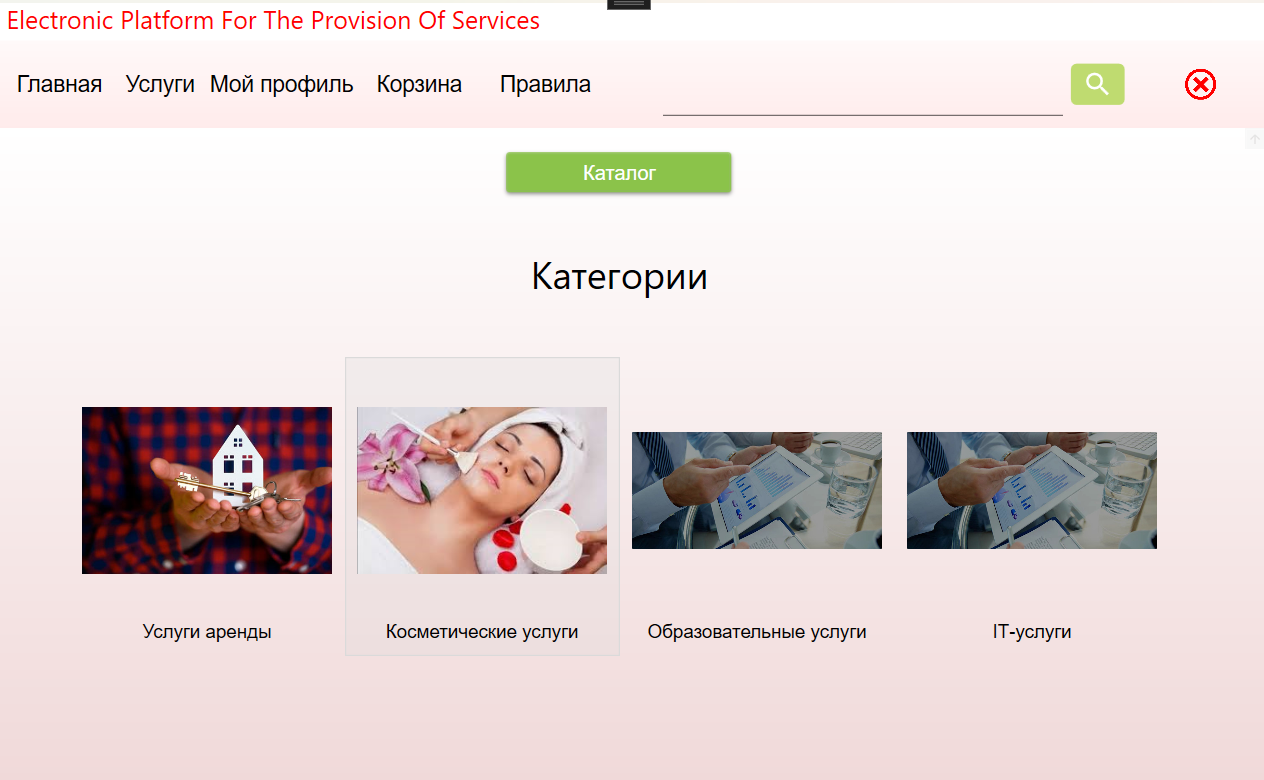 Electronic Platform For The Provision Of Services
Главная Услуги Мой профиль Корзина Правила
Каталог
Категории
Услуги аренды Косметические услуги Образовательные услуги IT-услуги